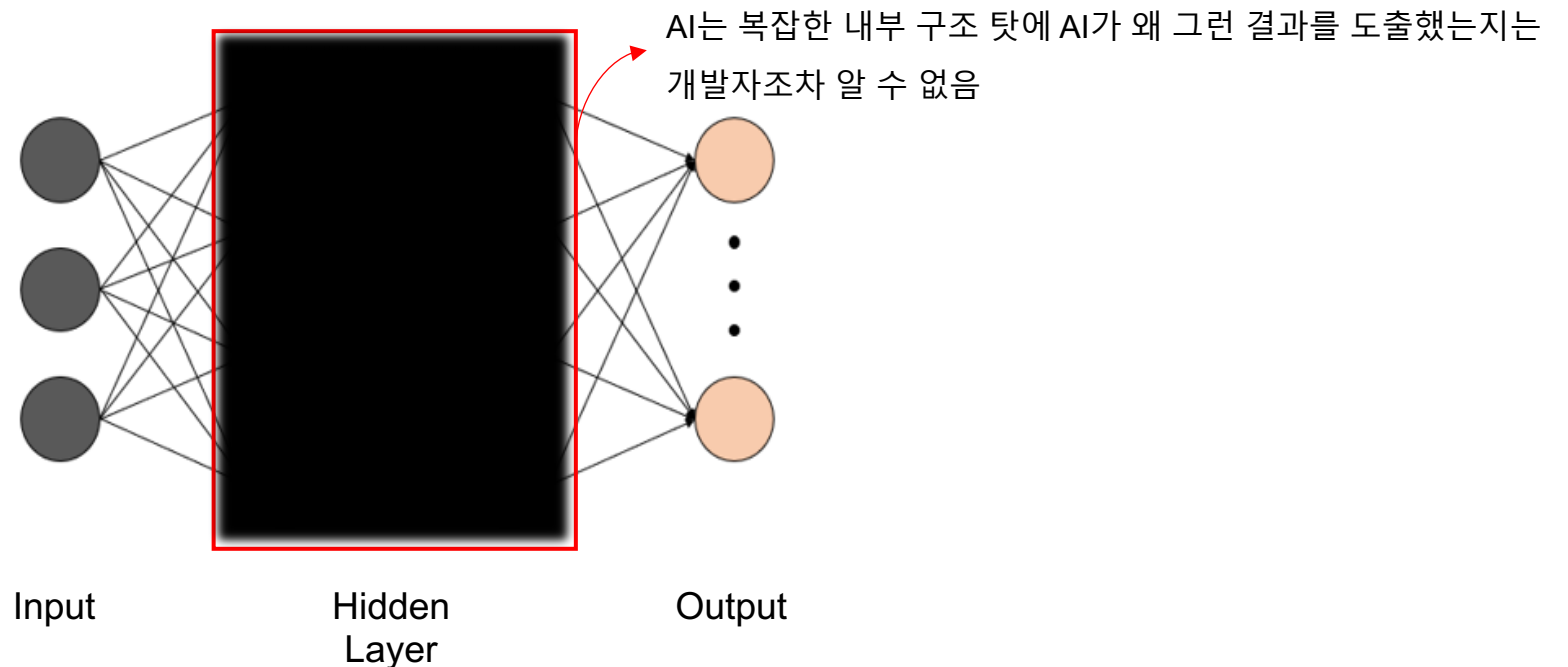 AI는 복잡한 내부 구조 탓에 AI가 왜 그런 결과를 도출했는지는
개발자조차 알 수 없음
Input
Hidden
Layer
Output